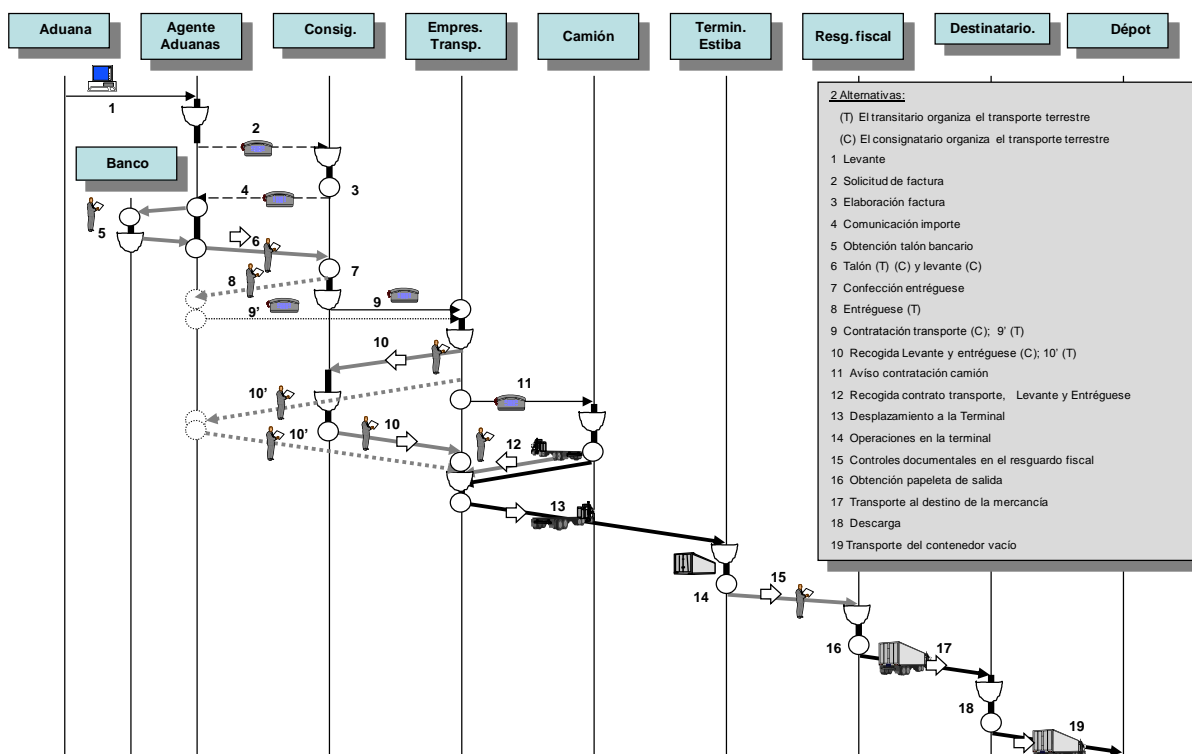 Aduana
Agente
Aduanas
Consig.
Empres.
Transp.
Camión
Termin.
Estiba
Resg. fiscal
Destinatario.
Dépot
1
2
Banco
4
3
5
6
7
8
9
9’
10
10’
11
10’
10
12
13
14
15
16
17
18
19
2 Alternativas:
(T) El transitario organiza el transporte terrestre
(C) El consignatario organiza el transporte terrestre
1 Levante
2 Solicitud de factura
3 Elaboración factura
4 Comunicación importe
5 Obtención talón bancario
6 Talón (T) (C) y levante (C)
7 Confección entréguese
8 Entréguese (T)
9 Contratación transporte (C); 9’ (T)
10 Recogida Levante y entréguese (C); 10’ (T)
11 Avíso contratación camión
12 Recogida contrato transporte, Levante y Entréguese
13 Desplazamiento a la Terminal
14 Operaciones en la terminal
15 Controles documentales en el resguardo fiscal
16 Obtención papeleta de salida
17 Transporte al destino de la mercancía
18 Descarga
19 Transporte del contenedor vacío